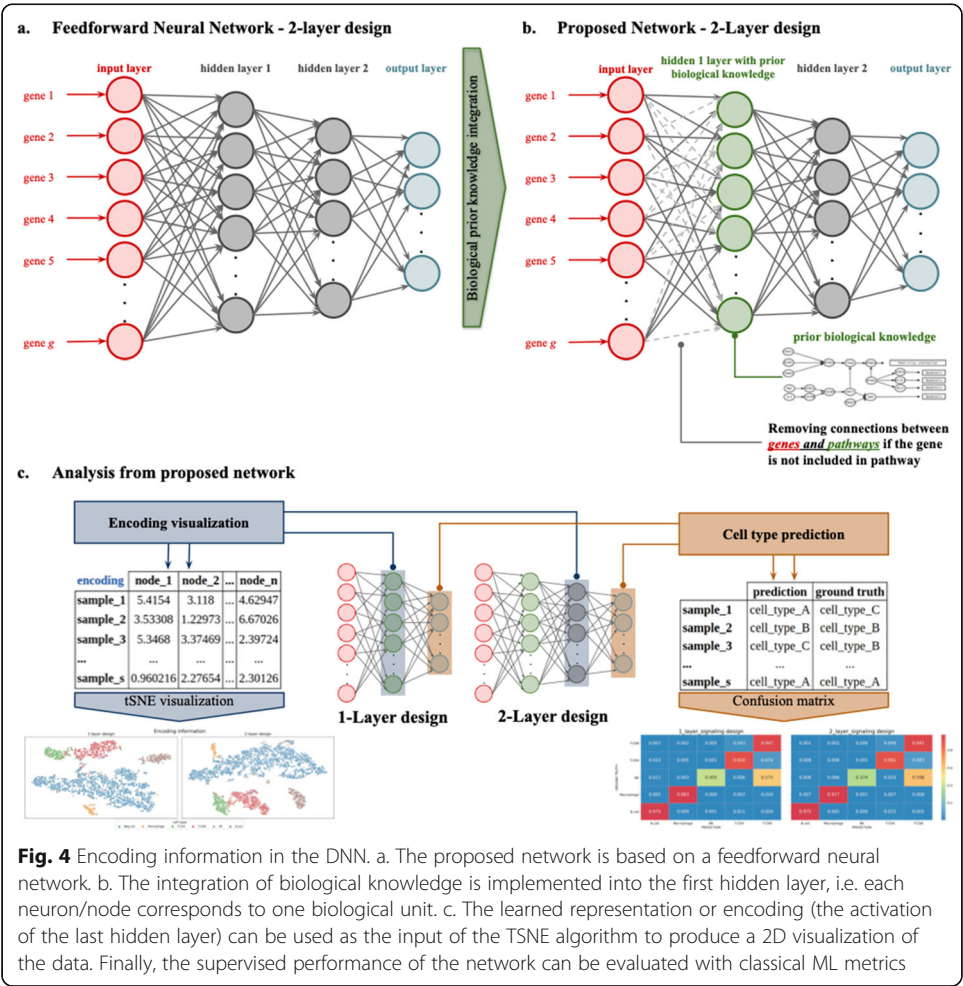 a. Feedforward Neural Network - 2-layer design
input layer
hidden layer 1
hidden layer 2
output layer
gene 1
gene 2
gene 3
gene 4
gene 5
gene g
Biological prior knowledge integration
b. Proposed Network - 2-Layer design
input layer
hidden 1 layer with prior
biological knowledge
hidden layer 2
output layer
gene 1
gene 2
gene 3
gene 4
gene 5
gene g
prior biological knowledge
Removing connections between
genes and pathways if the gene
is not included in pathway
c. Analysis from proposed network
Encoding visualization
encoding node_1 node_2 ... node_n
sample_1 5.4154 3.118 ... 4.62947
sample_2 3.53308 1.22973 ... 6.67026
sample_3 5.3468 3.37469 ... 2.39724
... ... ... ... ...
sample_s 0.960216 2.27654 ... 2.30126
tSNE visualization
Encoding information
1-Layer design
2-Layer design
Cell type prediction
prediction ground truth
sample_1 cell_type_A cell_type_C
sample_2 cell_type_B cell_type_B
sample_3 cell_type_C cell_type_B
... ... ...
sample_s cell_type_A cell_type_A
Confusion matrix
1_layer_signaling design
2_layer_signaling design
Fig. 4 Encoding information in the DNN. a. The proposed network is based on a feedforward neural
network. b. The integration of biological knowledge is implemented into the first hidden layer, i.e. each
neuron/node corresponds to one biological unit. c. The learned representation or encoding (the activation
of the last hidden layer) can be used as the input of the TSNE algorithm to produce a 2D visualization of
the data. Finally, the supervised performance of the network can be evaluated with classical ML metrics